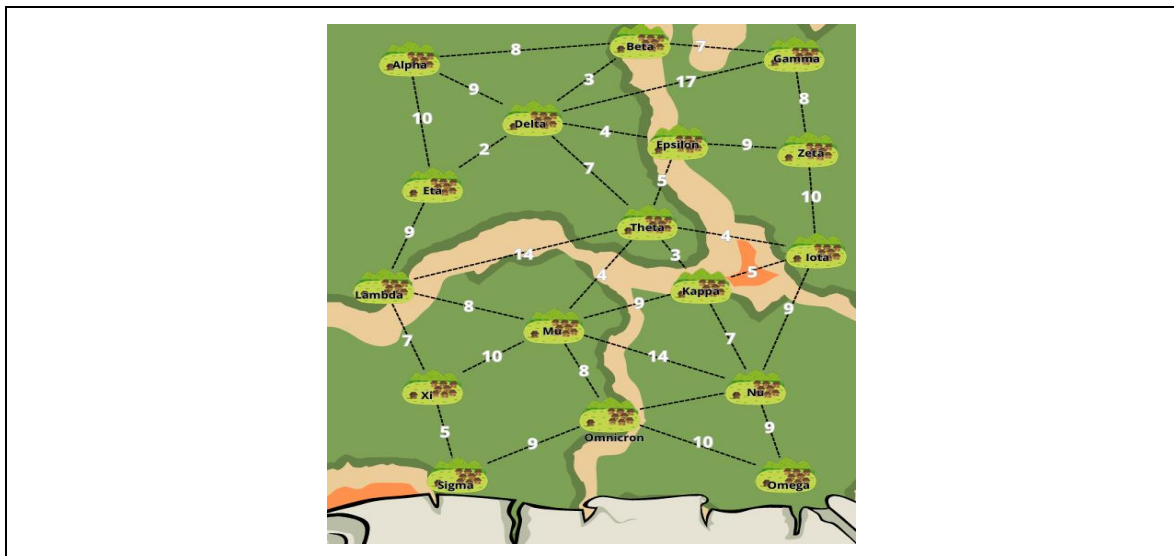 Beta
8
7
Alpha
Gamma
3
17
9
8
10
Delta
4
Epsilon
9
Zeta
2
7
Eta
5
10
9
Theta
4
14
3
Iota
4
5
Kappa
Lambda
8
9
9
Mu
7
7
10
14
8
Xi
Nu
5
9
Omnicron
10
9
Sigma
Omega